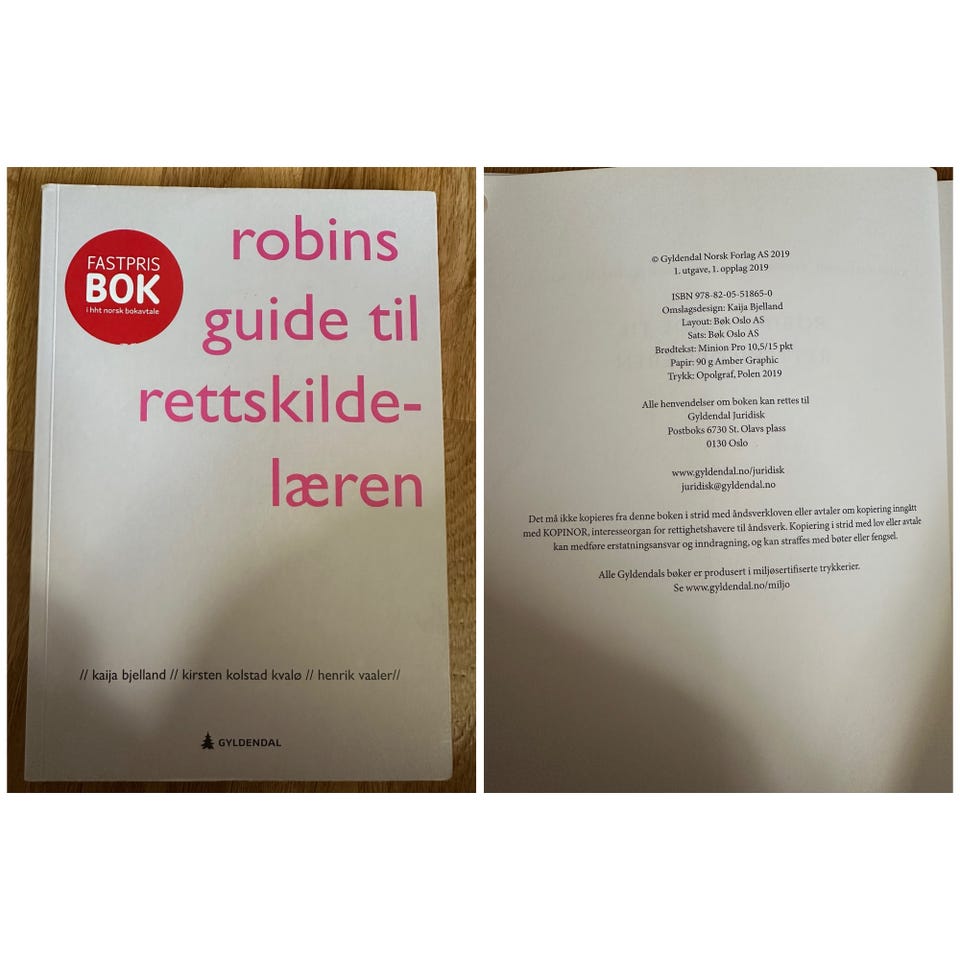 FASTPRIS
BOK
i hht norsk bokavtale
robins
guide til
rettskilde-
læren
// kaija bjelland // kirsten kolstad kvalø // henrik vaaler//
GYLDENDAL
© Gyldendal Norsk Forlag AS 2019
1. utgave, 1. opplag 2019
ISBN 978-82-05-51865-0
Omslagsdesign: Kaija Bjelland
Layout: Bøk Oslo AS
Sats: Bøk Oslo AS
Brødtekst: Minion Pro 10,5/15 pkt
Papir: 90 g Amber Graphic
Trykk: Opolgraf, Polen 2019
Alle henvendelser om boken kan rettes til
Gyldendal Juridisk
Postboks 6730 St. Olavs plass
0130 Oslo
www.gyldendal.no/juridisk
juridisk@gyldendal.no
Det må ikke kopieres fra denne boken i strid med åndsverkloven eller avtaler om kopiering inngått
med KOPINOR, interesseorgan for rettighetshavere til åndsverk. Kopiering i strid med lov eller avtale
kan medføre erstatningsansvar og inndragning, og kan straffes med bøter eller fengsel.
Alle Gyldendals bøker er produsert i miljøsertifiserte trykkerier.
Se www.gyldendal.no/miljo